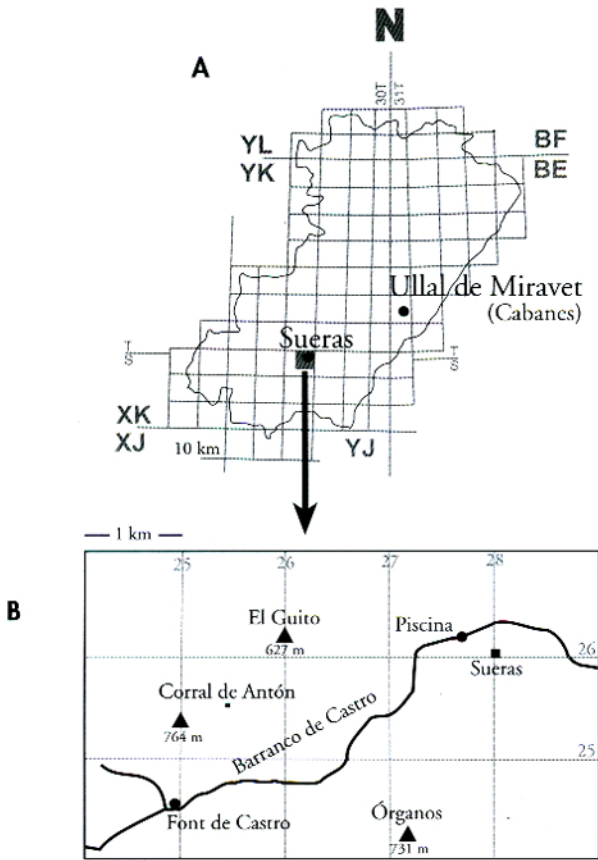 N
A
30T
31T
YL
BF
YK
BE
Ullal de Miravet
(Cabanes)
Sueras
T
S
T
S
XK
XJ
10 km
YJ
1 km
B
25
26
27
28
El Guito
627 m
Piscina
Sueras
26
Corral de Antón
764 m
Barranco de Castro
25
Font de Castro
Órganos
731 m